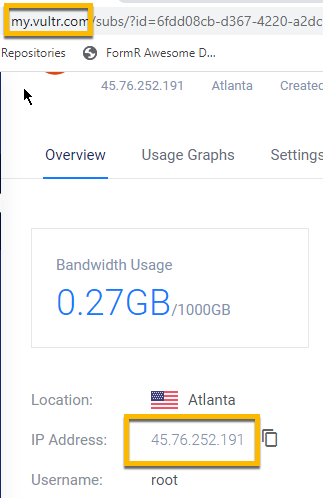 my.vultr.com/subs/?id=6fdd08cb-d367-4220-a2dc
Repositories FormR Awesome D...
45.76.252.191 Atlanta Created
Overview Usage Graphs Settings
Bandwidth Usage
0.27GB/1000GB
Location: Atlanta
IP Address: 45.76.252.191
Username: root